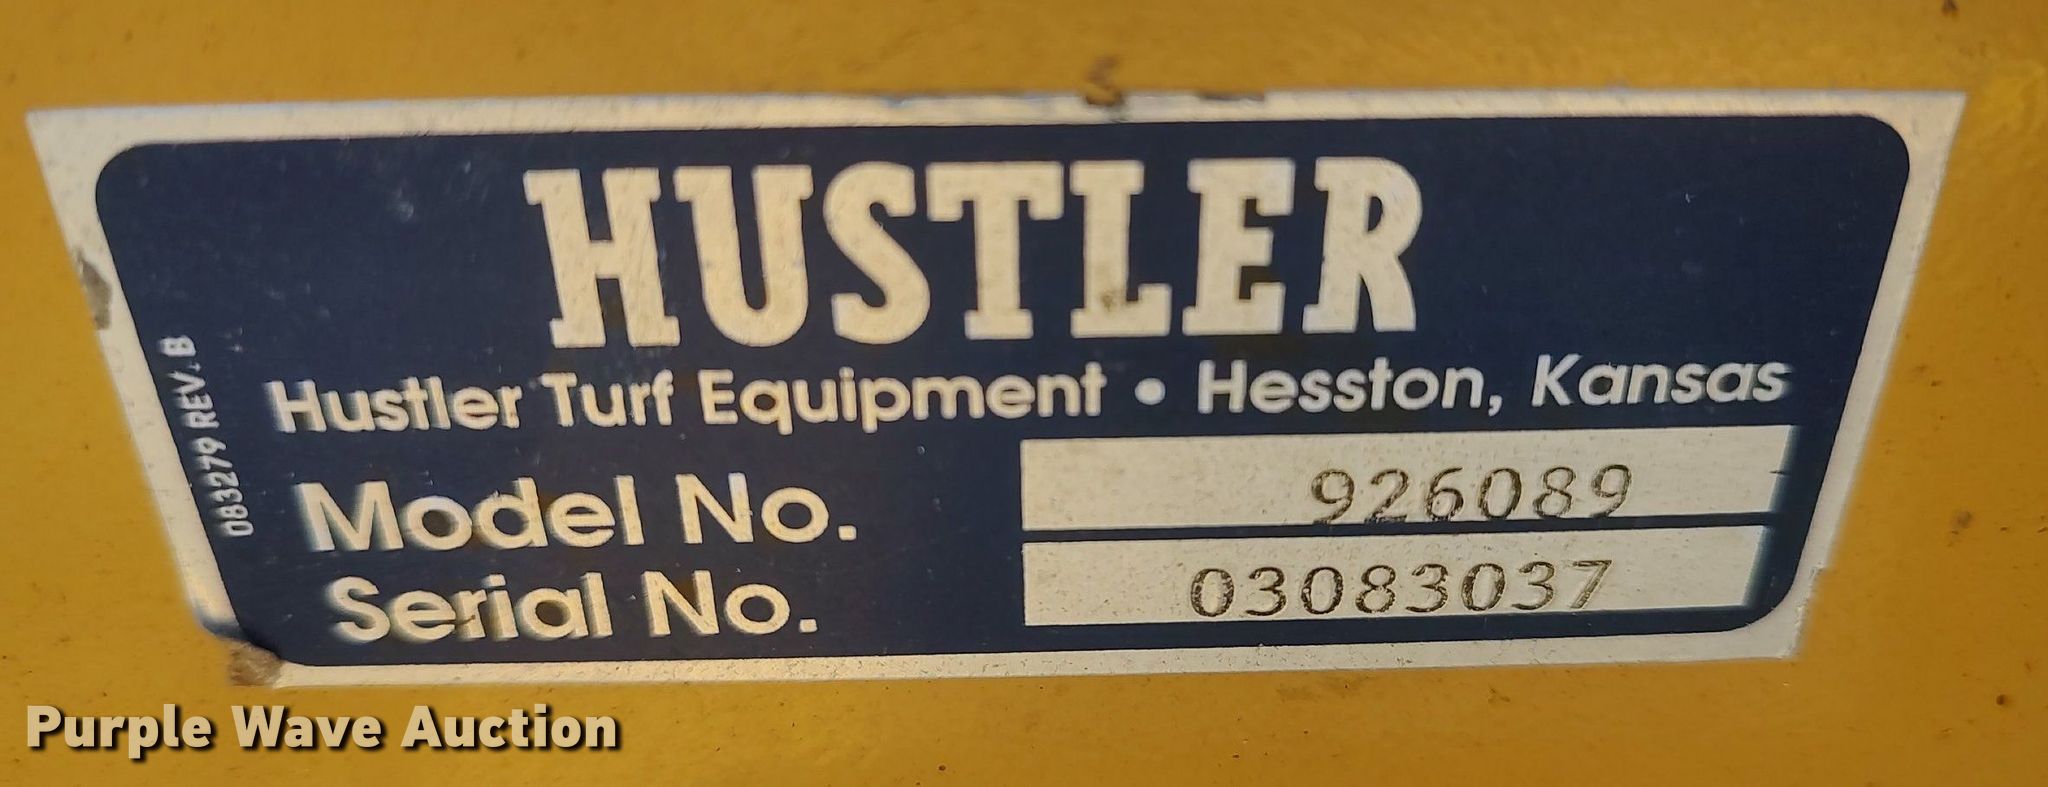 HUSTLER
Hustler Turf Equipment • Hesston, Kansas
Model No. 926089
Serial No. 03083037
083279 REV. B
Purple Wave Auction